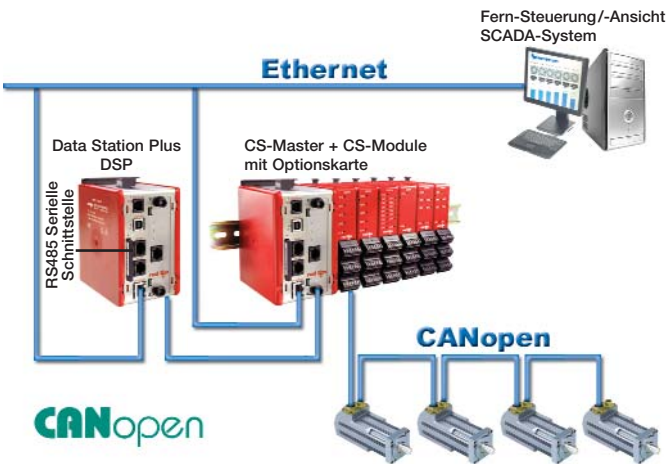 Fern-Steuerung/-Ansicht
SCADA-System
Ethernet
Data Station Plus
DSP
CS-Master + CS-Module
mit Optionskarte
RS485 Serielle
Schnittstelle
CANopen
CANopen